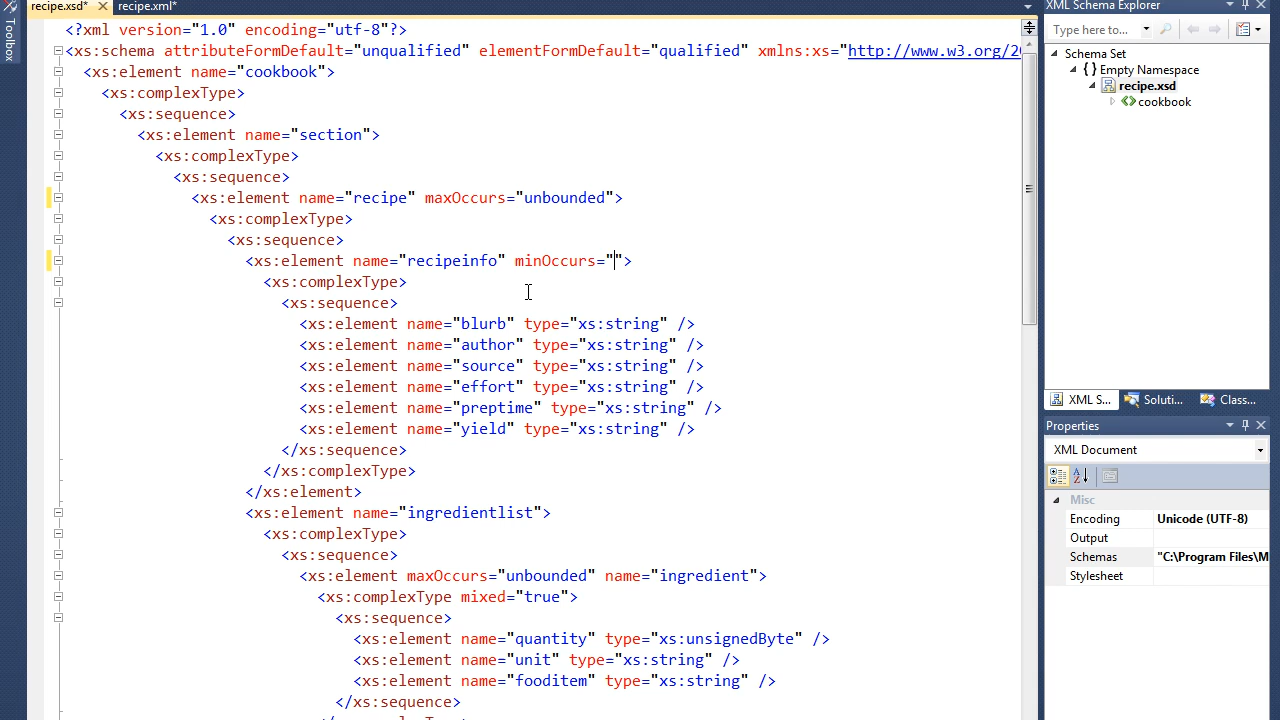 recipe.xsd* recipe.xml*
Toolbox
<?xml version="1.0" encoding="utf-8"?>
<xs:schema attributeFormDefault="unqualified" elementFormDefault="qualified" xmlns:xs="http://www.w3.org/20
<xs:element name="cookbook">
<xs:complexType>
<xs:sequence>
<xs:element name="section">
<xs:complexType>
<xs:sequence>
<xs:element name="recipe" maxOccurs="unbounded">
<xs:complexType>
<xs:sequence>
<xs:element name="recipeinfo" minOccurs="">
<xs:complexType>
<xs:sequence>
<xs:element name="blurb" type="xs:string" />
<xs:element name="author" type="xs:string" />
<xs:element name="source" type="xs:string" />
<xs:element name="effort" type="xs:string" />
<xs:element name="preptime" type="xs:string" />
<xs:element name="yield" type="xs:string" />
</xs:sequence>
</xs:complexType>
</xs:element>
<xs:element name="ingredientlist">
<xs:complexType>
<xs:sequence>
<xs:element maxOccurs="unbounded" name="ingredient">
<xs:complexType mixed="true">
<xs:sequence>
<xs:element name="quantity" type="xs:unsignedByte" />
<xs:element name="unit" type="xs:string" />
<xs:element name="fooditem" type="xs:string" />
</xs:sequence>
</xs:complexType>
XML Schema Explorer
Type here to...
Schema Set
{ } Empty Namespace
recipe.xsd
cookbook
XML S... Soluti... Class...
Properties
XML Document
Misc
Encoding Unicode (UTF-8)
Output
Schemas "C:\Program Files\M
Stylesheet